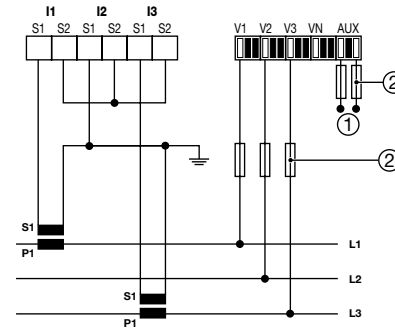 I1 I2 I3
S1 S2 S1 S2 S1 S2
V1 V2 V3 VN AUX
2
1
2
S1
P1
L1
L2
S1
P1
L3